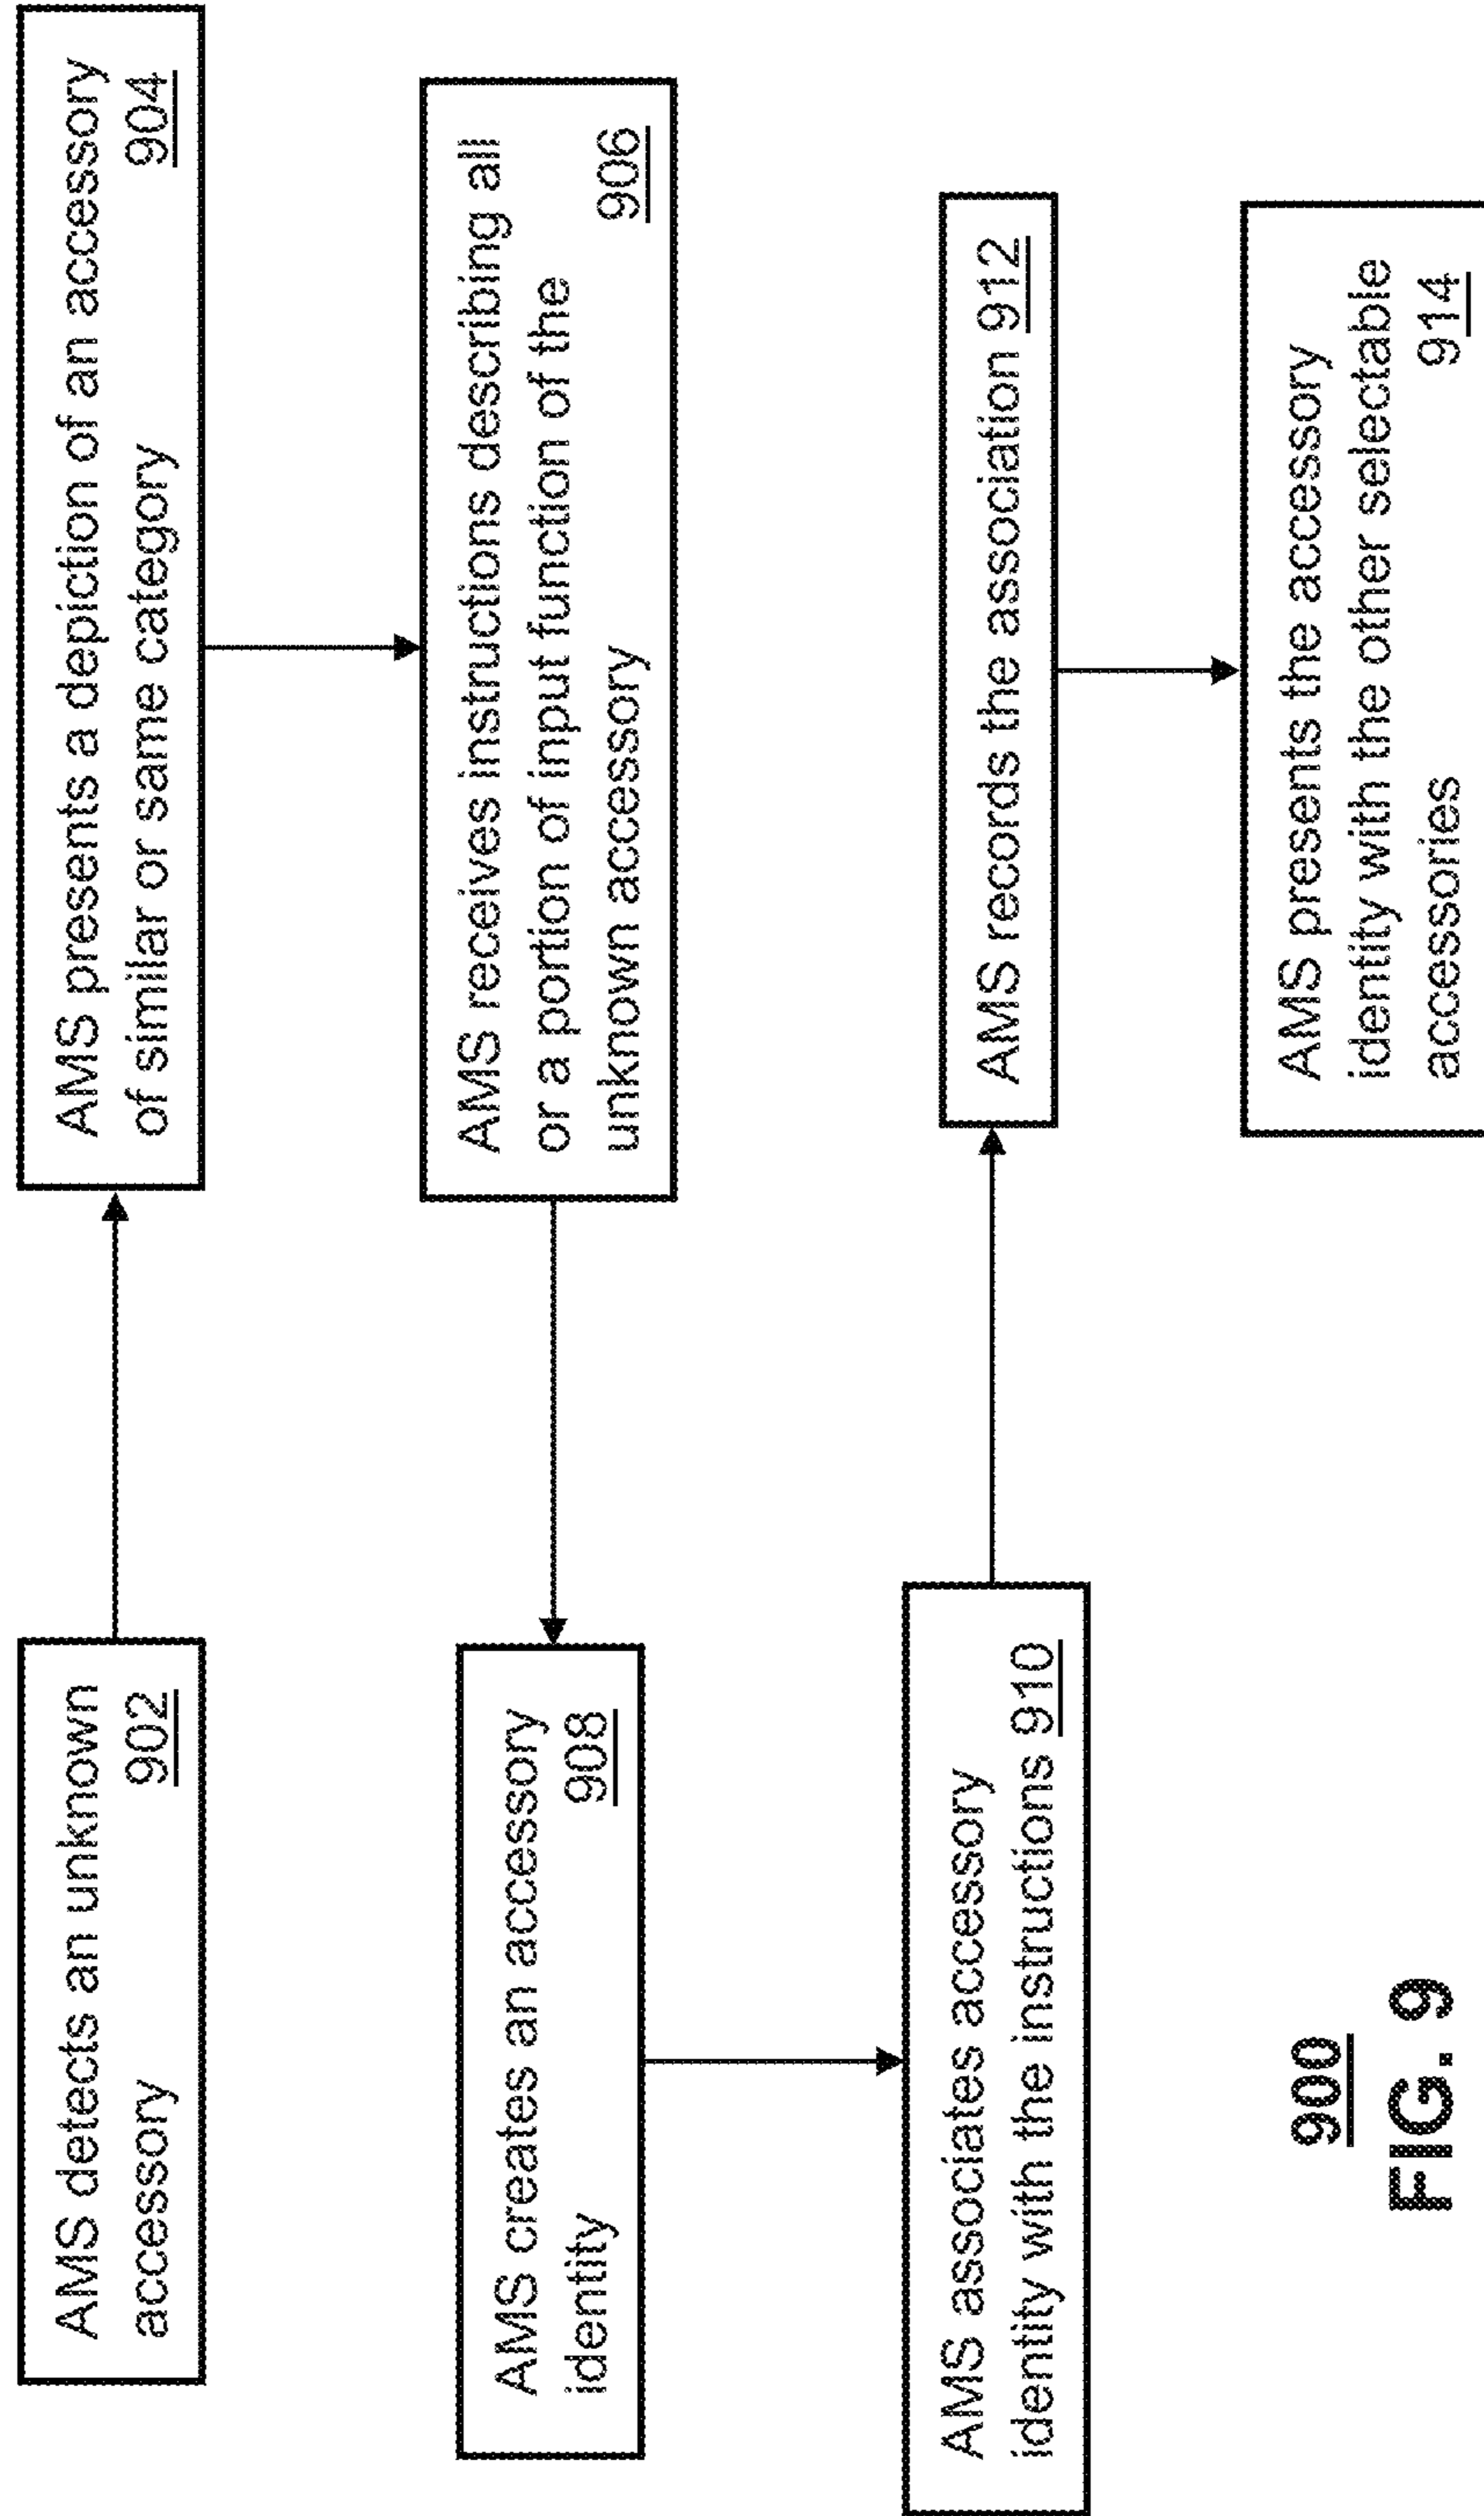 AMS detects an unknown
accessory 902
AMS presents a depiction of an accessory
of similar or same category 904
AMS receives instructions describing all
or a portion of input function of the
unknown accessory 906
AMS creates an accessory
identity 908
AMS associates accessory
identity with the instructions 910
AMS records the association 912
AMS presents the accessory
identity with the other selectable
accessories 914
900
FIG. 9